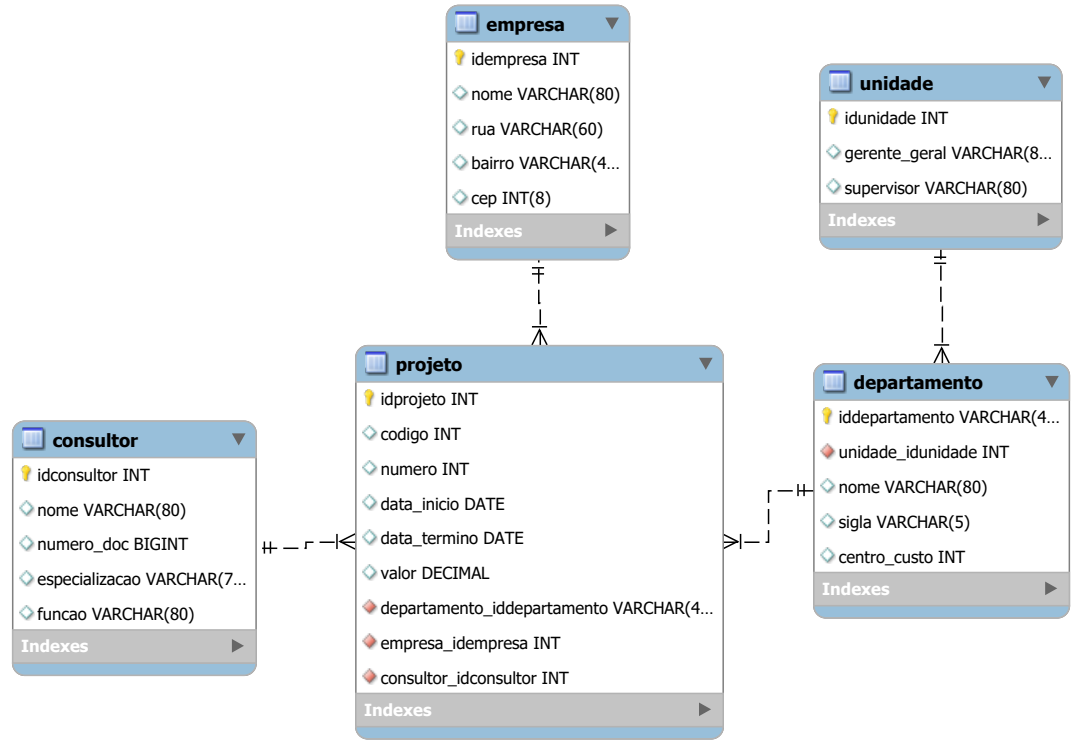 empresa
idempresa INT
nome VARCHAR(80)
rua VARCHAR(60)
bairro VARCHAR(4...
cep INT(8)
Indexes
unidade
idunidade INT
gerente_geral VARCHAR(8...
supervisor VARCHAR(80)
Indexes
projeto
idprojeto INT
codigo INT
numero INT
data_inicio DATE
data_termino DATE
valor DECIMAL
departamento_iddepartamento VARCHAR(4...
empresa_idempresa INT
consultor_idconsultor INT
Indexes
departamento
iddepartamento VARCHAR(4...
unidade_idunidade INT
nome VARCHAR(80)
sigla VARCHAR(5)
centro_custo INT
Indexes
consultor
idconsultor INT
nome VARCHAR(80)
numero_doc BIGINT
especializacao VARCHAR(7...
funcao VARCHAR(80)
Indexes